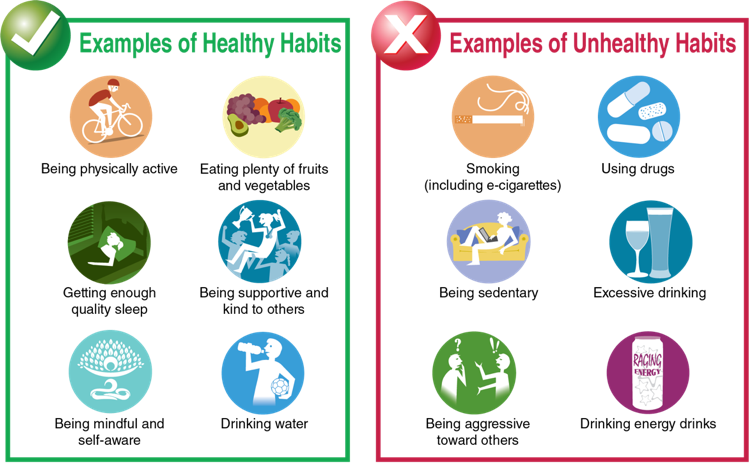 Examples of Healthy Habits
Being physically active
Eating plenty of fruits
and vegetables
Getting enough
quality sleep
Being supportive and
kind to others
Being mindful and
self-aware
Drinking water
Examples of Unhealthy Habits
Smoking
(including e-cigarettes)
Using drugs
Being sedentary
Excessive drinking
?
!
Being aggressive
toward others
RAGING
ENERGY
Drinking energy drinks